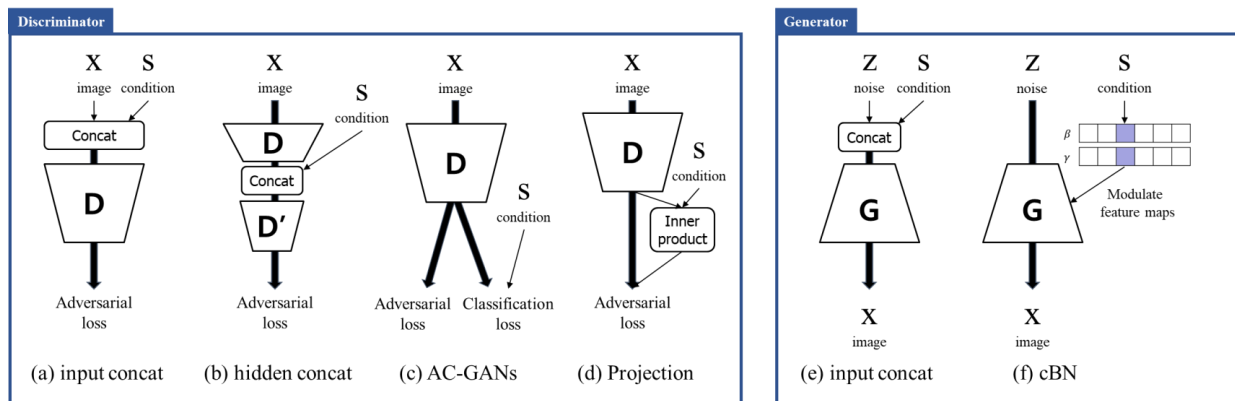 Discriminator
X
image
S
condition
Concat
D
Adversarial
loss
(a) input concat
X
image
S
condition
D
Concat
D'
Adversarial
loss
(b) hidden concat
X
image
D
S
condition
Adversarial
loss
Classification
loss
(c) AC-GANs
X
image
D
S
condition
Inner
product
Adversarial
loss
(d) Projection
Generator
Z
noise
S
condition
Concat
G
X
image
(e) input concat
Z
noise
S
condition
β
γ
G
Modulate
feature maps
X
image
(f) cBN